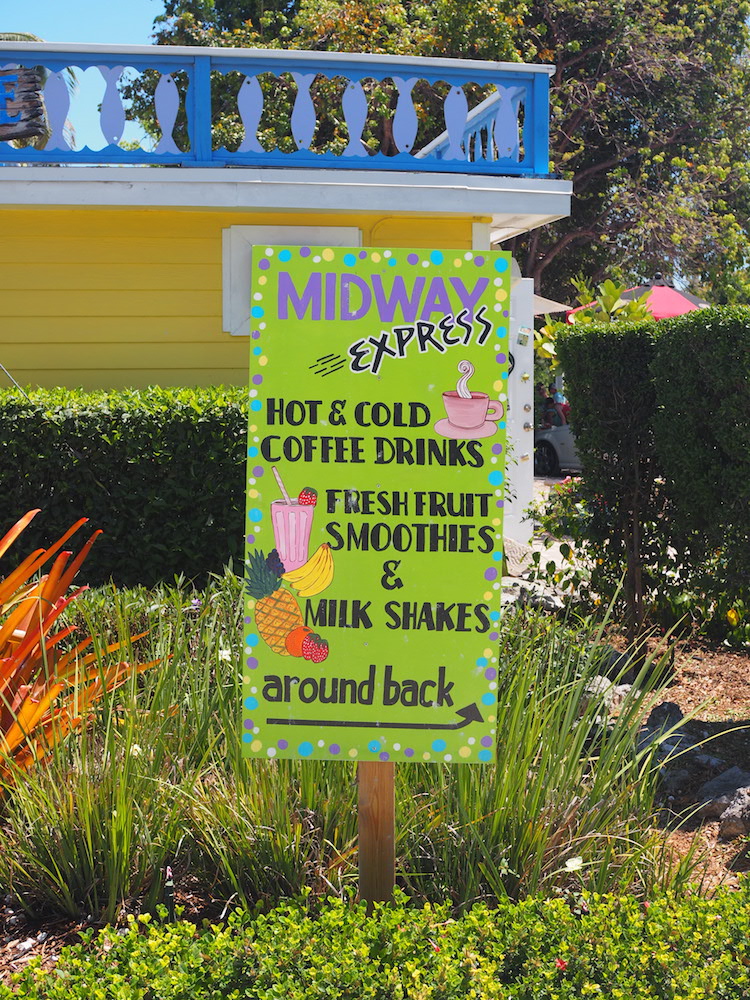 E
MIDWAY
EXPRESS
HOT & COLD
COFFEE DRINKS
FRESH FRUIT
SMOOTHIES
&
MILK SHAKES
around back